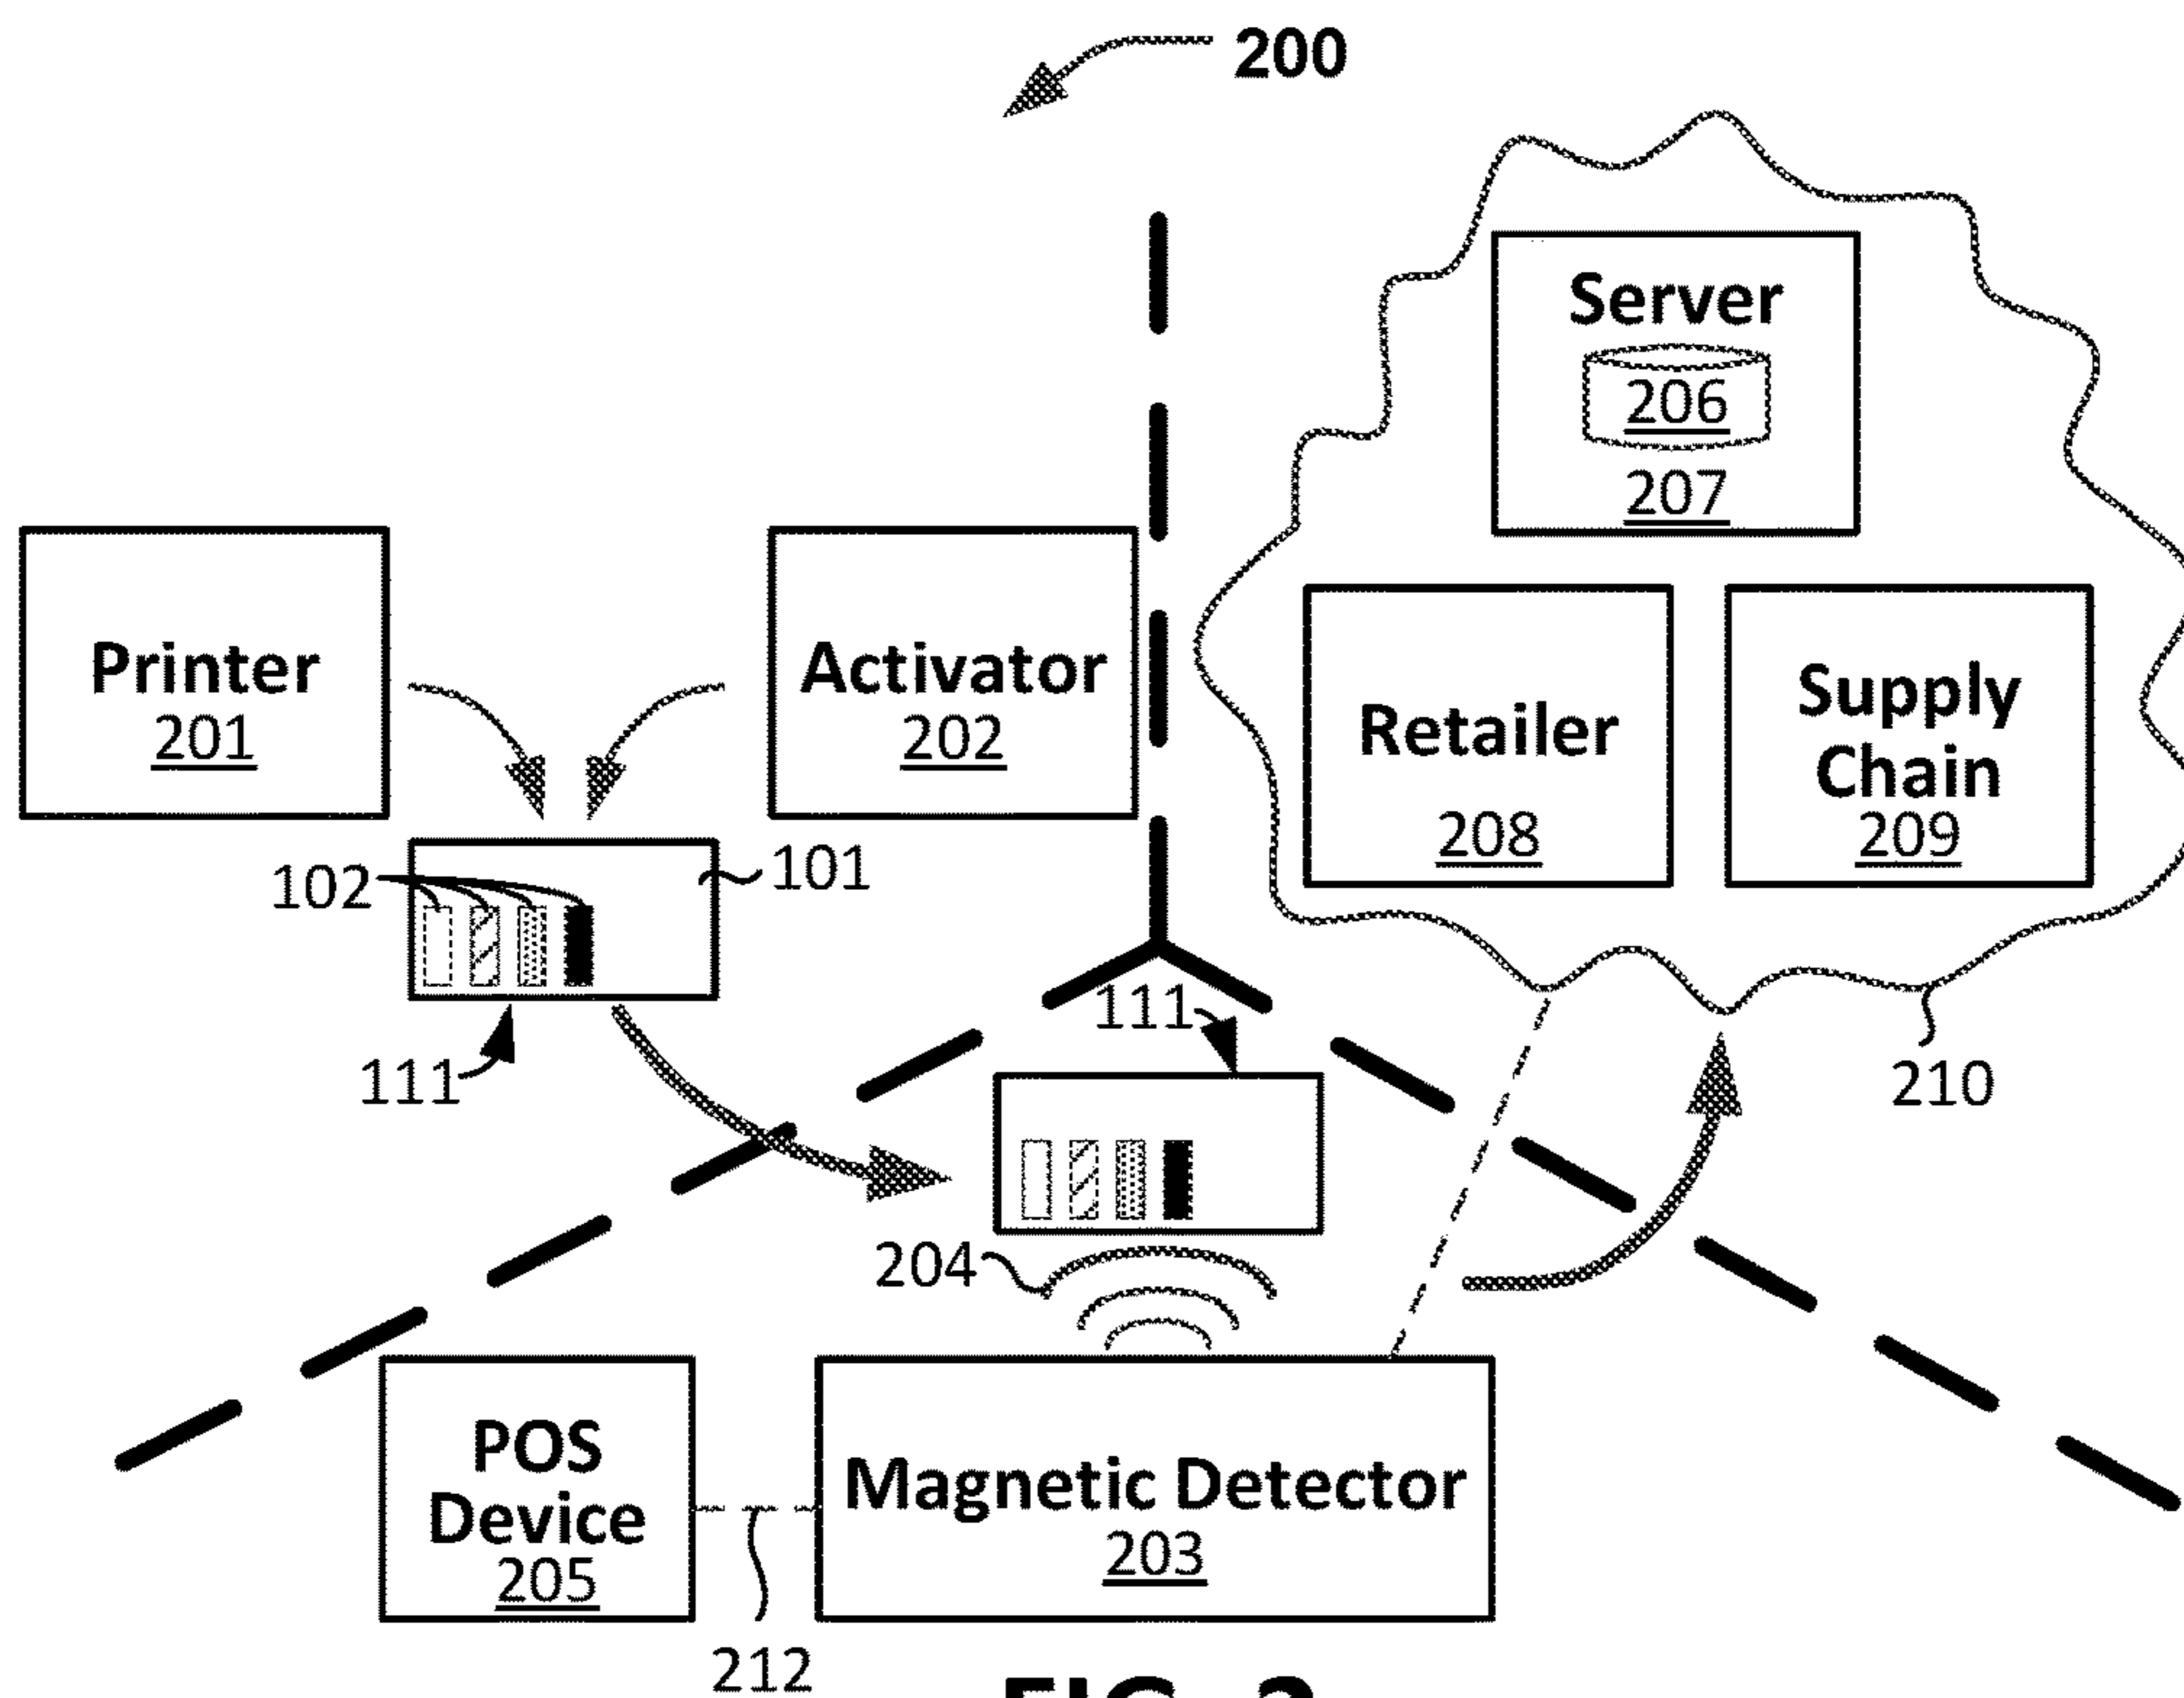 200
Server
206
207
Printer
201
Activator
202
Retailer
208
Supply
Chain
209
102
101
111
111
210
204
POS
Device
205
Magnetic Detector
203
212